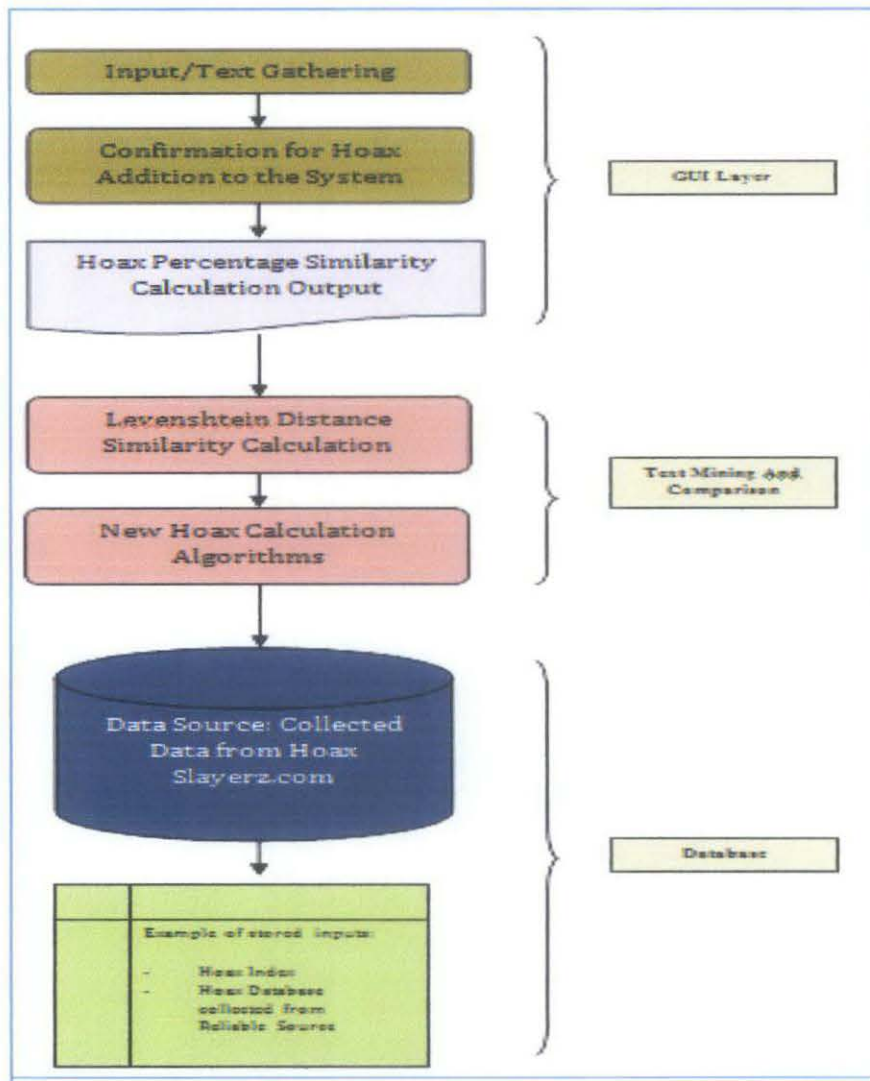 Input/Text Gathering
Confirmation for Hoax
Addition to the System
GUI Layer
Hoax Percentage Similarity
Calculation Output
Levenshtein Distance
Similarity Calculation
Text Mining And
Comparison
New Hoax Calculation
Algorithms
Data Source: Collected
Data from Hoax
Slayerz.com
Database
Example of stored inputs:
- Hoax Index
- Hoax Database
collected from
Reliable Source